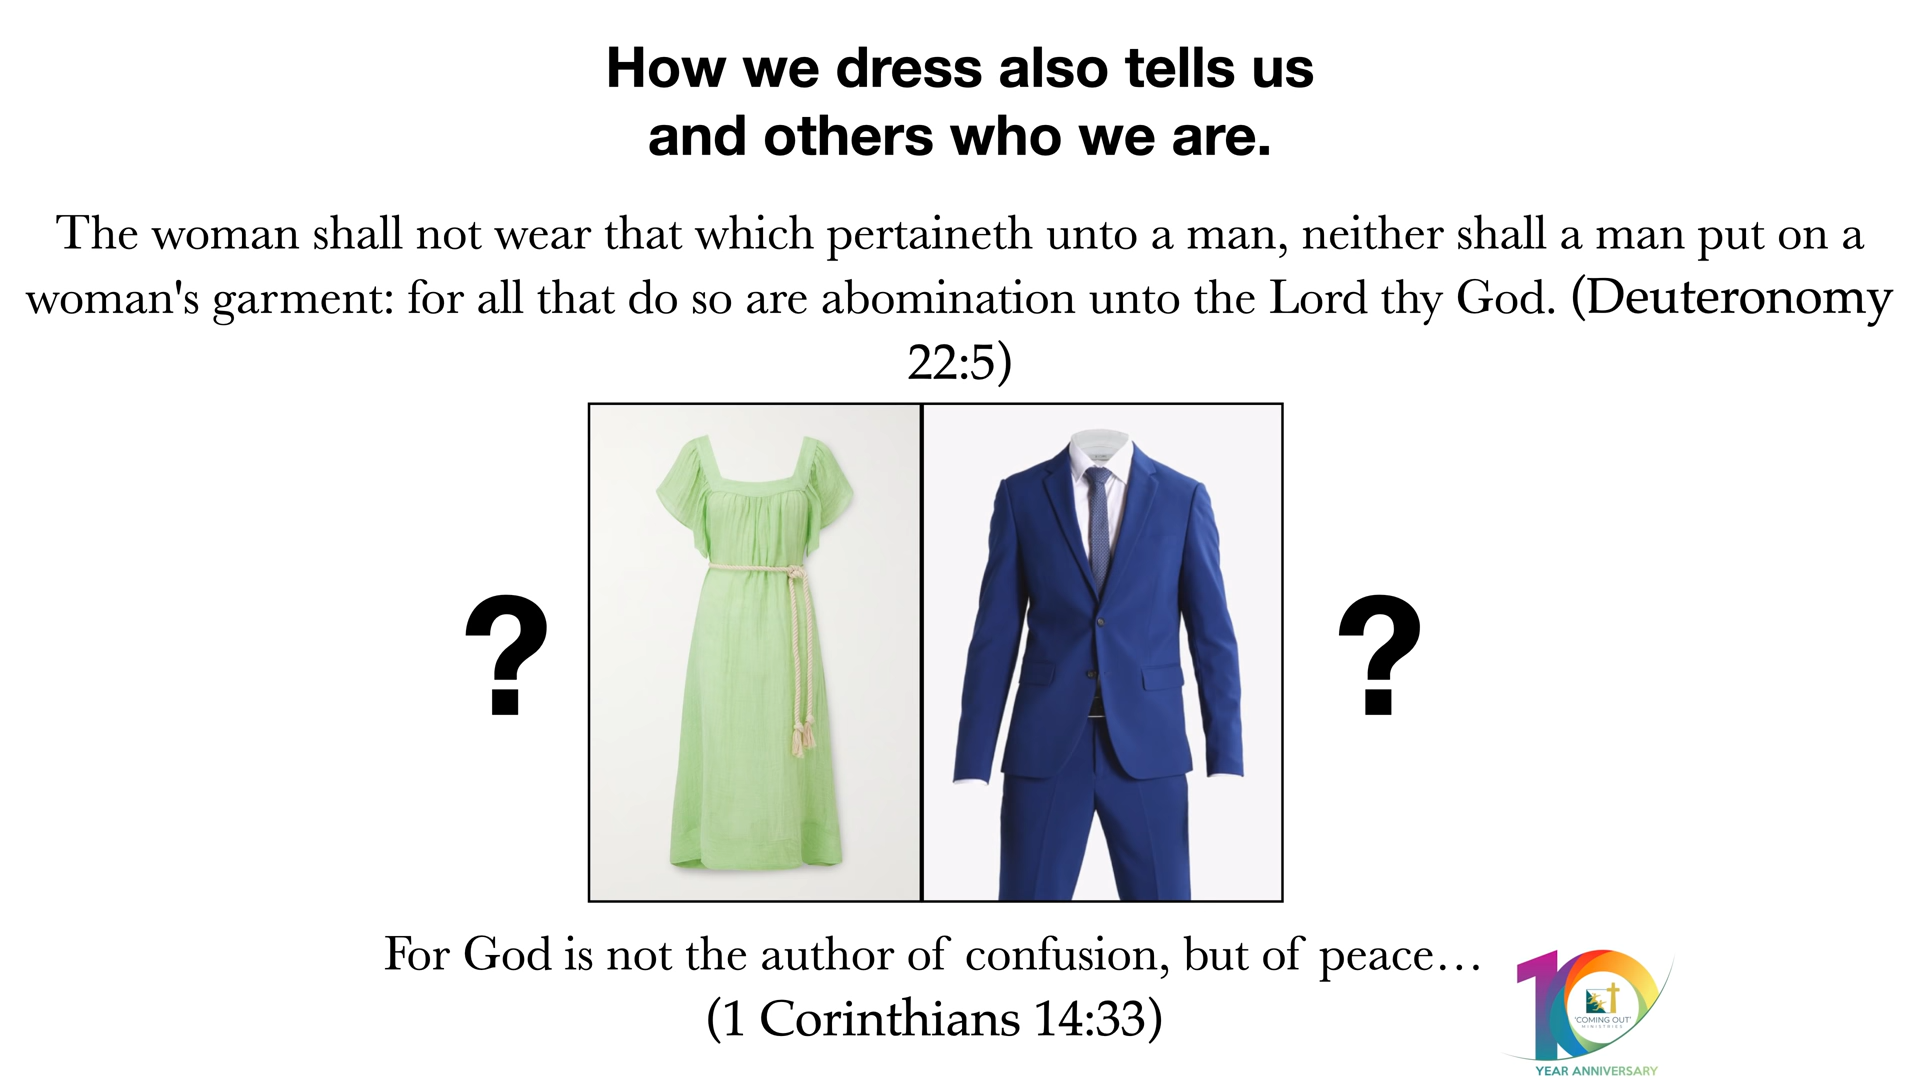 How we dress also tells us
and others who we are.
The woman shall not wear that which pertaineth unto a man, neither shall a man put on a
woman's garment: for all that do so are abomination unto the Lord thy God. (Deuteronomy
22:5)
? ?
For God is not the author of confusion, but of peace…
(1 Corinthians 14:33)
10
'COMING OUT'
MINISTRIES
YEAR ANNIVERSARY